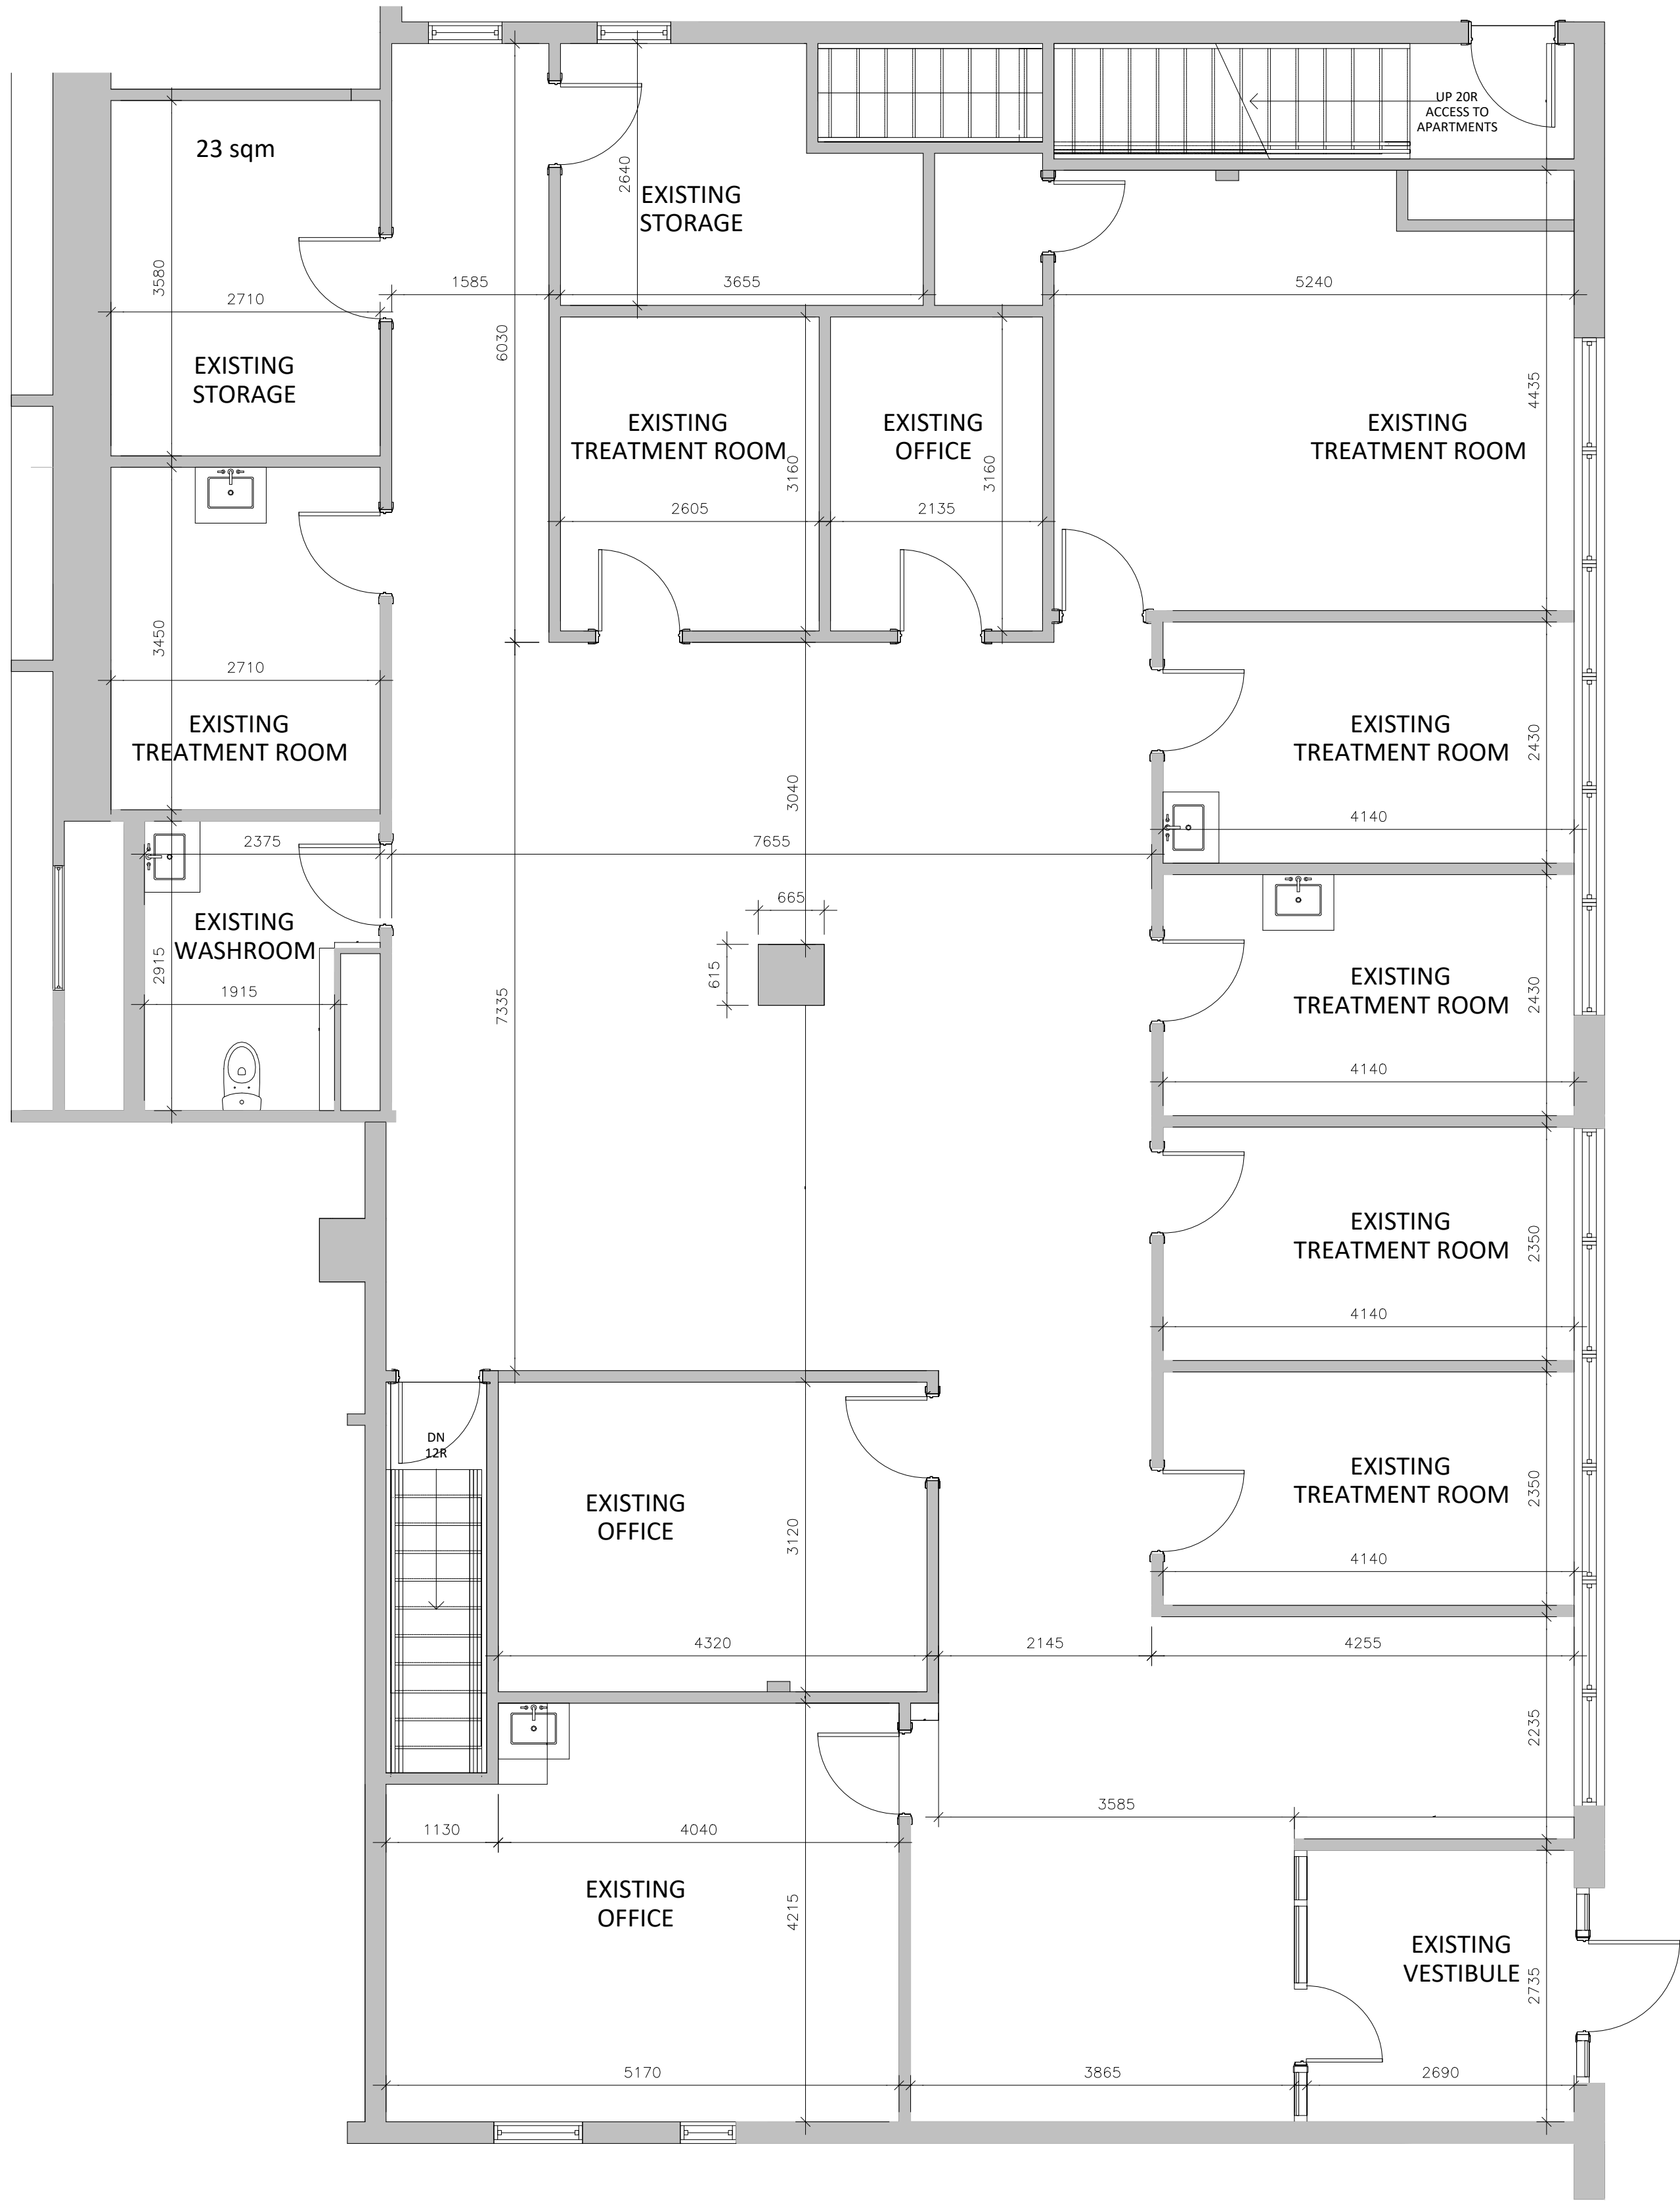 UP 20R
ACCESS TO
APARTMENTS
23 sqm
2640
EXISTING
STORAGE
3580
2710
1585
3655
5240
6030
EXISTING
STORAGE
4435
EXISTING
TREATMENT ROOM
3160
2605
EXISTING
OFFICE
3160
2135
EXISTING
TREATMENT ROOM
3450
2710
EXISTING
TREATMENT ROOM
EXISTING
TREATMENT ROOM
2430
4140
3040
7655
2375
665
615
EXISTING
WASHROOM
2915
1915
7335
EXISTING
TREATMENT ROOM
2430
4140
EXISTING
TREATMENT ROOM
2350
4140
DN
12R
EXISTING
OFFICE
3120
4320
EXISTING
TREATMENT ROOM
2350
4140
2145
4255
2235
3585
1130
4040
EXISTING
OFFICE
4215
EXISTING
VESTIBULE
2735
5170
3865
2690